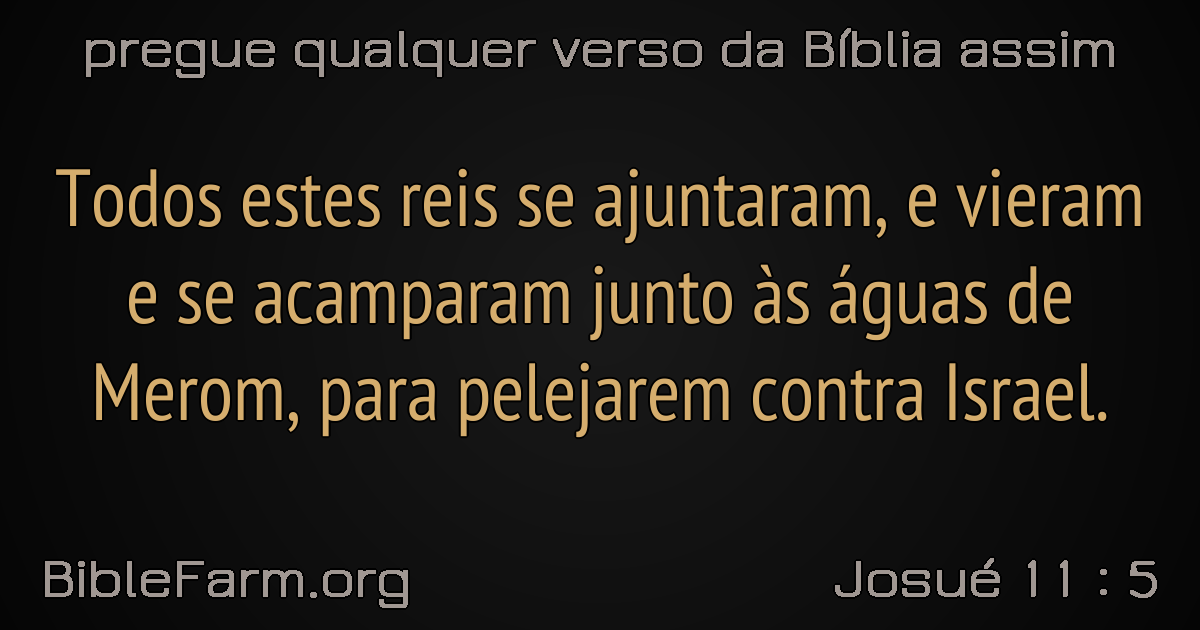 pregue qualquer verso da Bíblia assim
Todos estes reis se ajuntaram, e vieram
e se acamparam junto às águas de
Merom, para pelejarem contra Israel.
BibleFarm.org
Josué 11 : 5